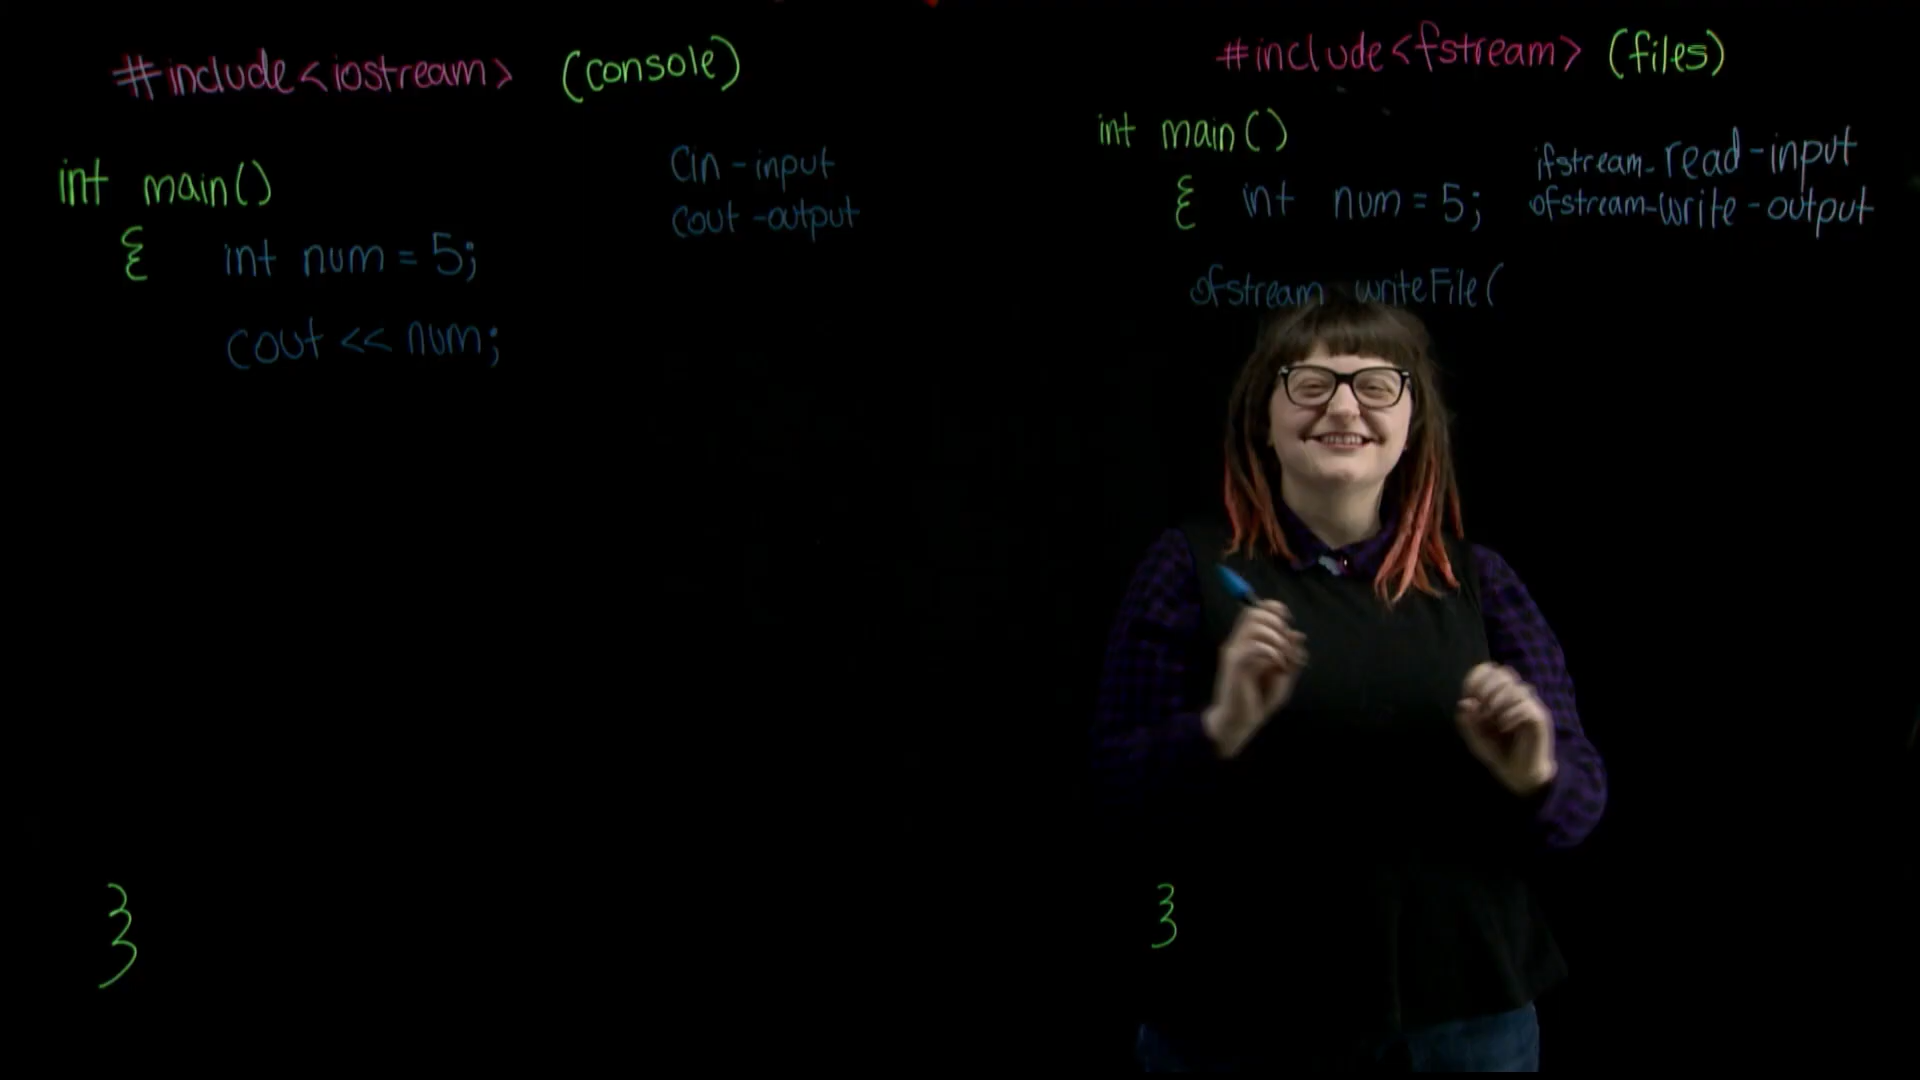 #include<iostream> (console)
int main()
{ int num = 5;
cout << num;
}
cin - input
cout - output
#include<fstream> (files)
int main()
{ int num = 5;
ifstream - read - input
ofstream - write - output
ofstream writeFile(
}